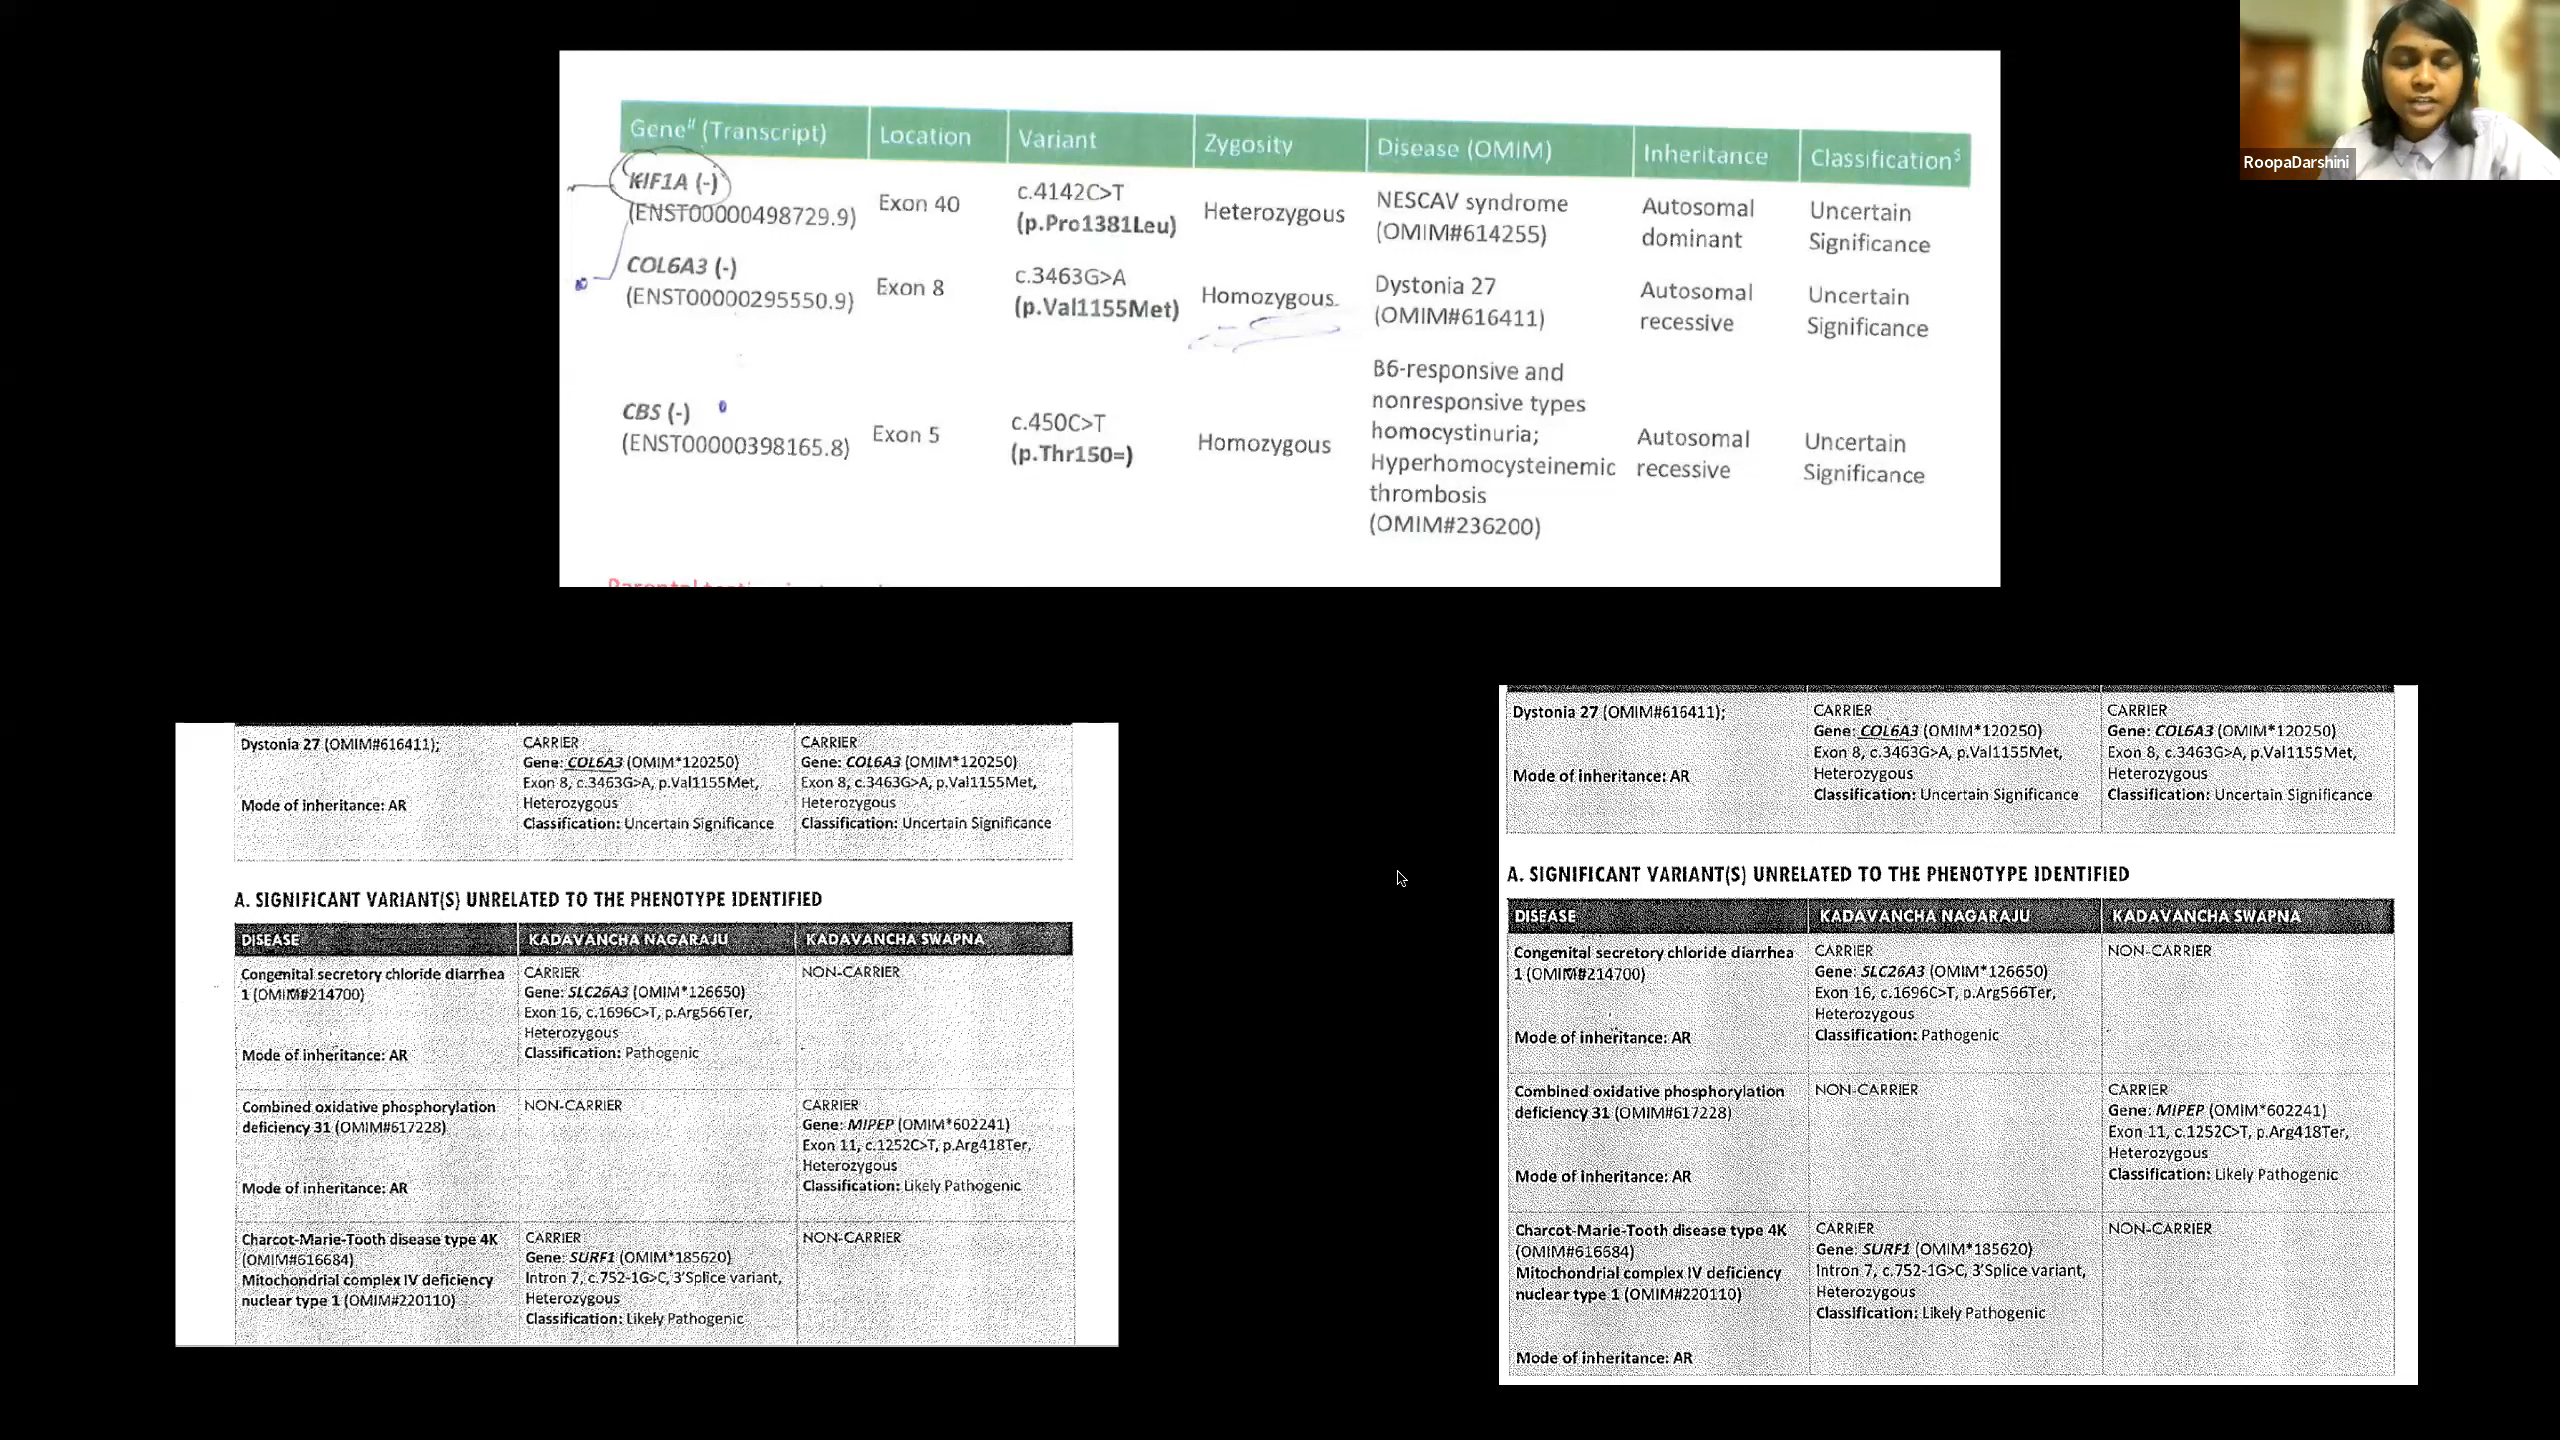 RoopaDarshini
Gene# (Transcript) Location Variant Zygosity Disease (OMIM) Inheritance Classification$
KIF1A (-)
(ENST00000498729.9)
Exon 40
c.4142C>T
(p.Pro1381Leu)
Heterozygous
NESCAV syndrome
(OMIM#614255)
Autosomal
dominant
Uncertain
Significance
COL6A3 (-)
(ENST00000295550.9)
Exon 8
c.3463G>A
(p.Val1155Met)
Homozygous
Dystonia 27
(OMIM#616411)
Autosomal
recessive
Uncertain
Significance
CBS (-)
(ENST00000398165.8)
Exon 5
c.450C>T
(p.Thr150=)
Homozygous
B6-responsive and
nonresponsive types
homocystinuria;
Hyperhomocysteinemic
thrombosis
(OMIM#236200)
Autosomal
recessive
Uncertain
Significance
Dystonia 27 (OMIM#616411);
Mode of inheritance: AR
CARRIER
Gene: COL6A3 (OMIM*120250)
Exon 8, c.3463G>A, p.Val1155Met,
Heterozygous
Classification: Uncertain Significance
CARRIER
Gene: COL6A3 (OMIM*120250)
Exon 8, c.3463G>A, p.Val1155Met,
Heterozygous
Classification: Uncertain Significance
A. SIGNIFICANT VARIANT(S) UNRELATED TO THE PHENOTYPE IDENTIFIED
DISEASE KADAVANCHA NAGARAJU KADAVANCHA SWAPNA
Congenital secretory chloride diarrhea
1 (OMIM#214700)
Mode of inheritance: AR
CARRIER
Gene: SLC26A3 (OMIM*126650)
Exon 16, c.1696C>T, p.Arg566Ter,
Heterozygous
Classification: Pathogenic
NON-CARRIER
Combined oxidative phosphorylation
deficiency 31 (OMIM#617228)
Mode of inheritance: AR
NON-CARRIER
CARRIER
Gene: MIPEP (OMIM*602241)
Exon 11, c.1252C>T, p.Arg418Ter,
Heterozygous
Classification: Likely Pathogenic
Charcot-Marie-Tooth disease type 4K
(OMIM#616684)
Mitochondrial complex IV deficiency
nuclear type 1 (OMIM#220110)
CARRIER
Gene: SURF1 (OMIM*185620)
Intron 7, c.752-1G>C, 3'Splice variant,
Heterozygous
Classification: Likely Pathogenic
NON-CARRIER
Dystonia 27 (OMIM#616411);
Mode of inheritance: AR
CARRIER
Gene: COL6A3 (OMIM*120250)
Exon 8, c.3463G>A, p.Val1155Met,
Heterozygous
Classification: Uncertain Significance
CARRIER
Gene: COL6A3 (OMIM*120250)
Exon 8, c.3463G>A, p.Val1155Met,
Heterozygous
Classification: Uncertain Significance
A. SIGNIFICANT VARIANT(S) UNRELATED TO THE PHENOTYPE IDENTIFIED
DISEASE KADAVANCHA NAGARAJU KADAVANCHA SWAPNA
Congenital secretory chloride diarrhea
1 (OMIM#214700)
Mode of inheritance: AR
CARRIER
Gene: SLC26A3 (OMIM*126650)
Exon 16, c.1696C>T, p.Arg566Ter,
Heterozygous
Classification: Pathogenic
NON-CARRIER
Combined oxidative phosphorylation
deficiency 31 (OMIM#617228)
Mode of inheritance: AR
NON-CARRIER
CARRIER
Gene: MIPEP (OMIM*602241)
Exon 11, c.1252C>T, p.Arg418Ter,
Heterozygous
Classification: Likely Pathogenic
Charcot-Marie-Tooth disease type 4K
(OMIM#616684)
Mitochondrial complex IV deficiency
nuclear type 1 (OMIM#220110)
Mode of inheritance: AR
CARRIER
Gene: SURF1 (OMIM*185620)
Intron 7, c.752-1G>C, 3'Splice variant,
Heterozygous
Classification: Likely Pathogenic
NON-CARRIER